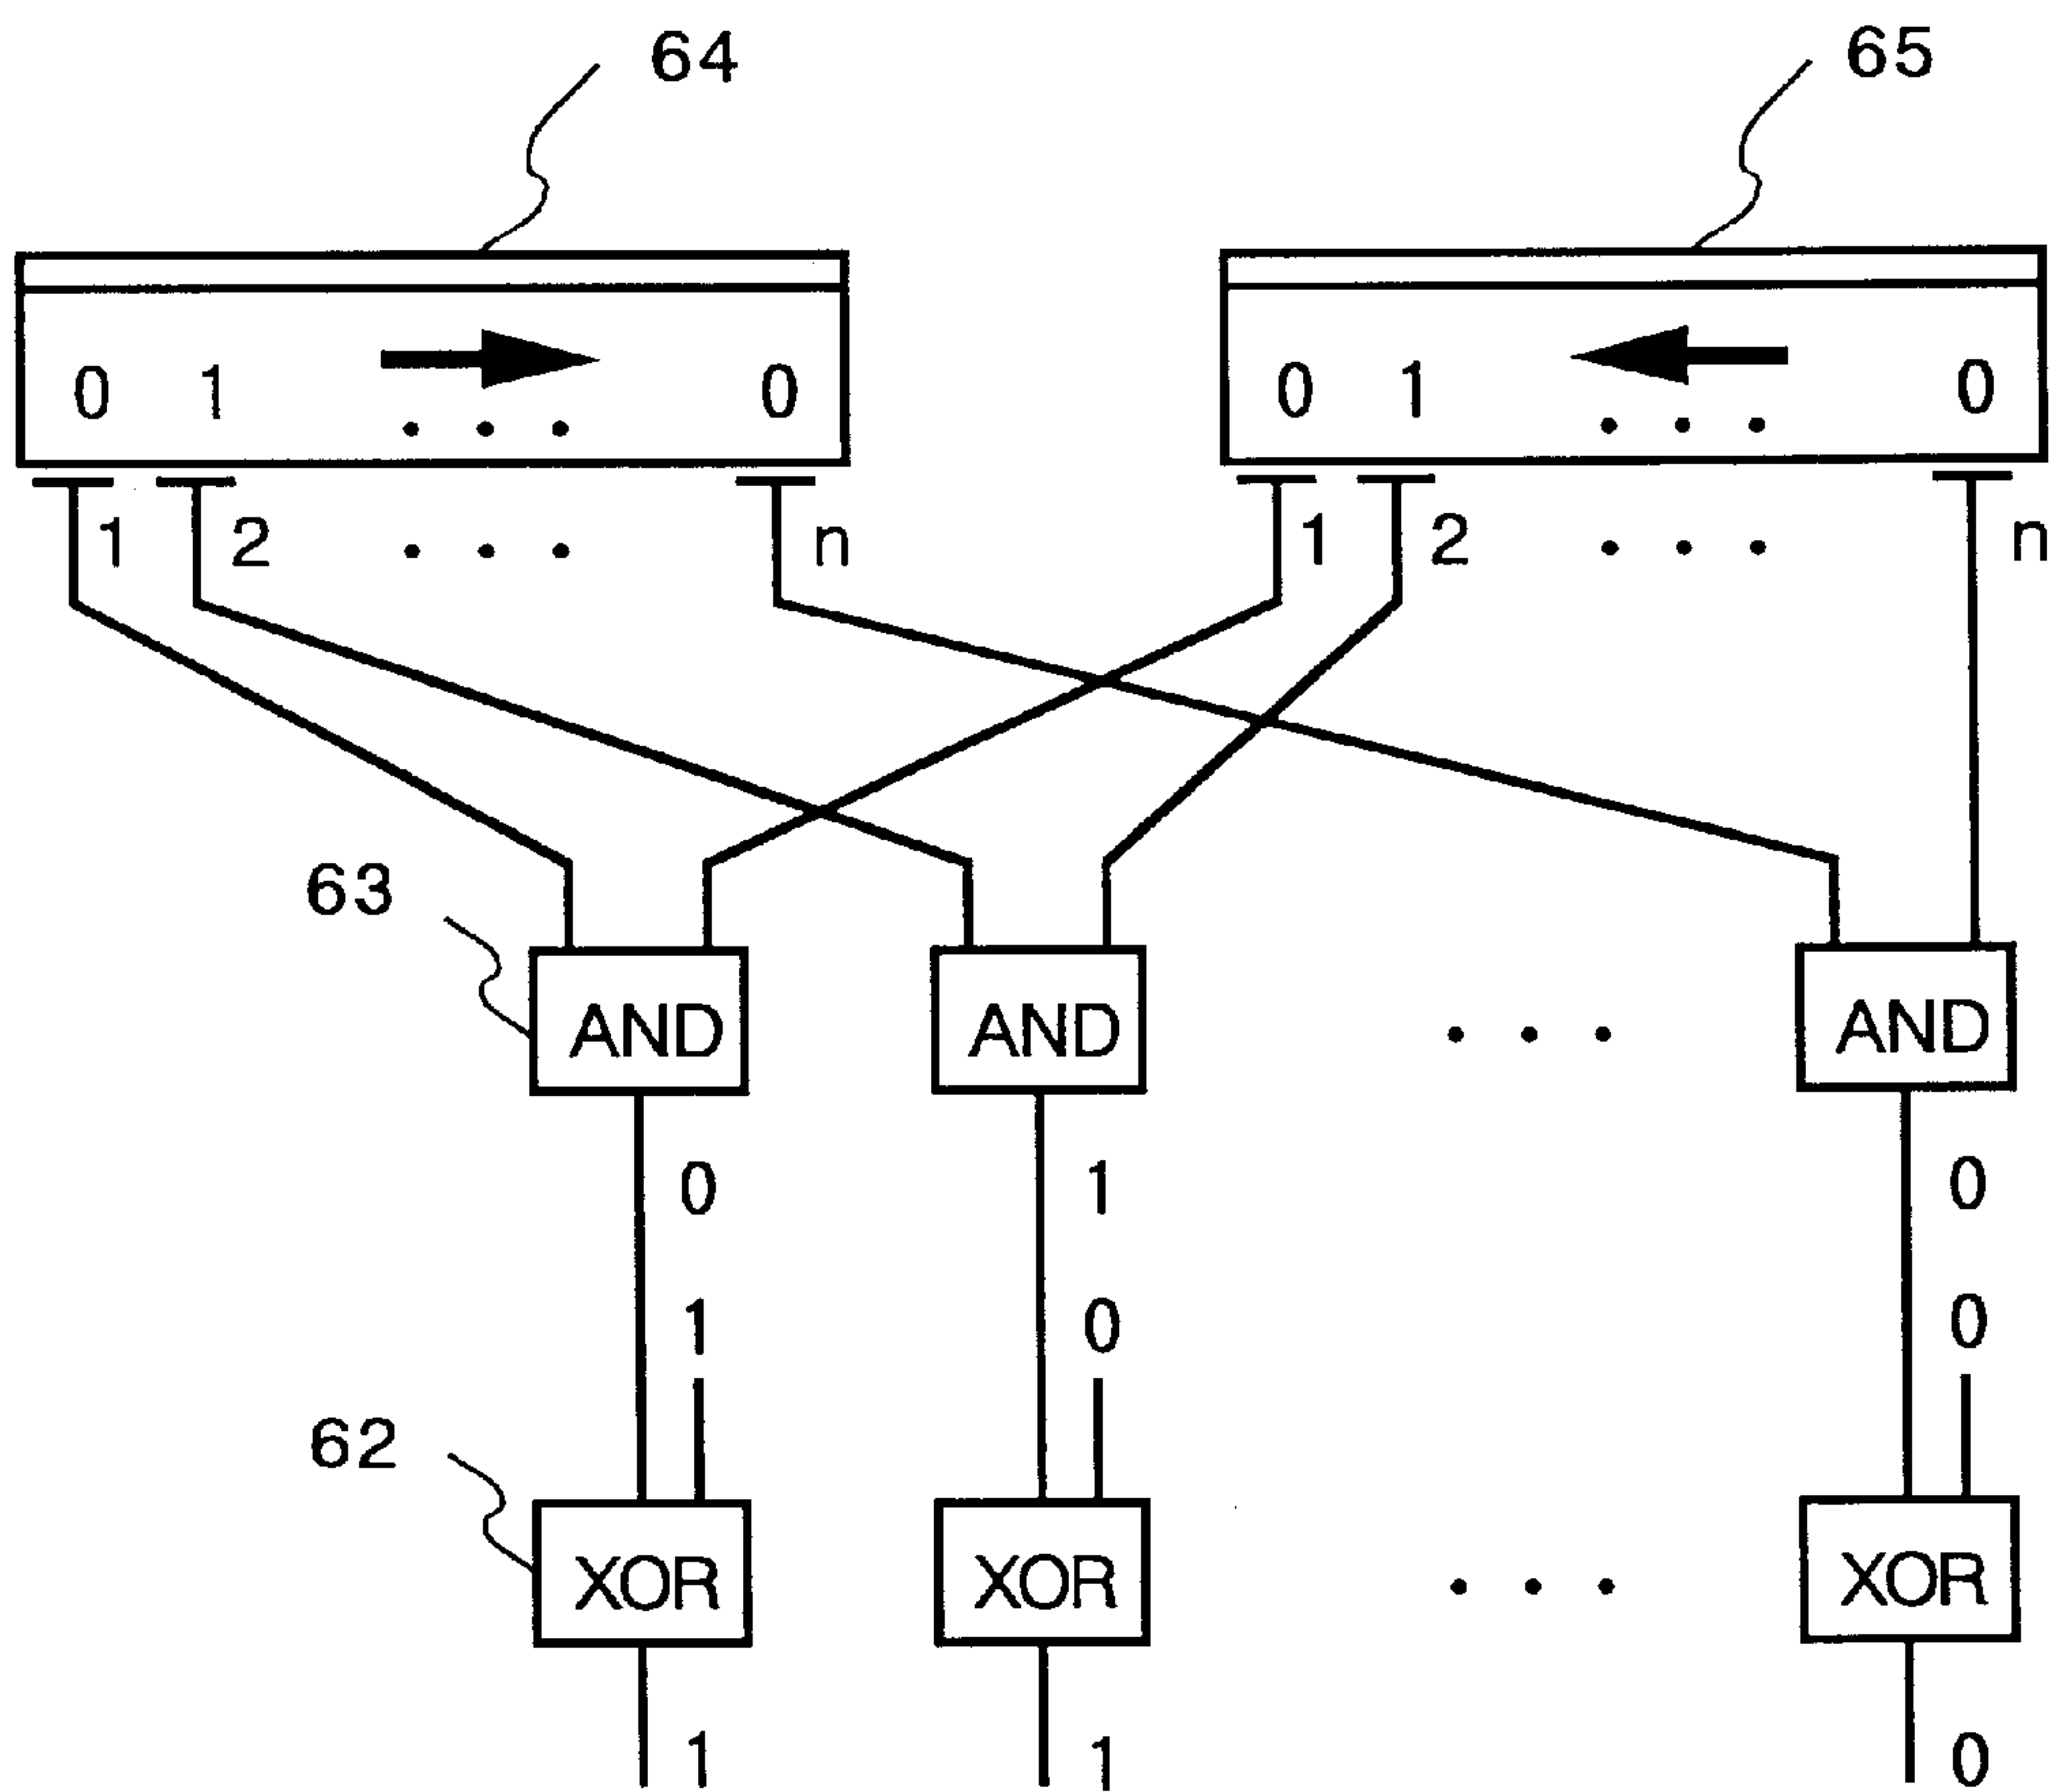 64 65
0 1 • • • 0 0 1 • • • 0
1 2 • • • n 1 2 • • • n
63
AND AND • • • AND
0 1 0
1 0 0
62
XOR XOR • • • XOR
1 1 0